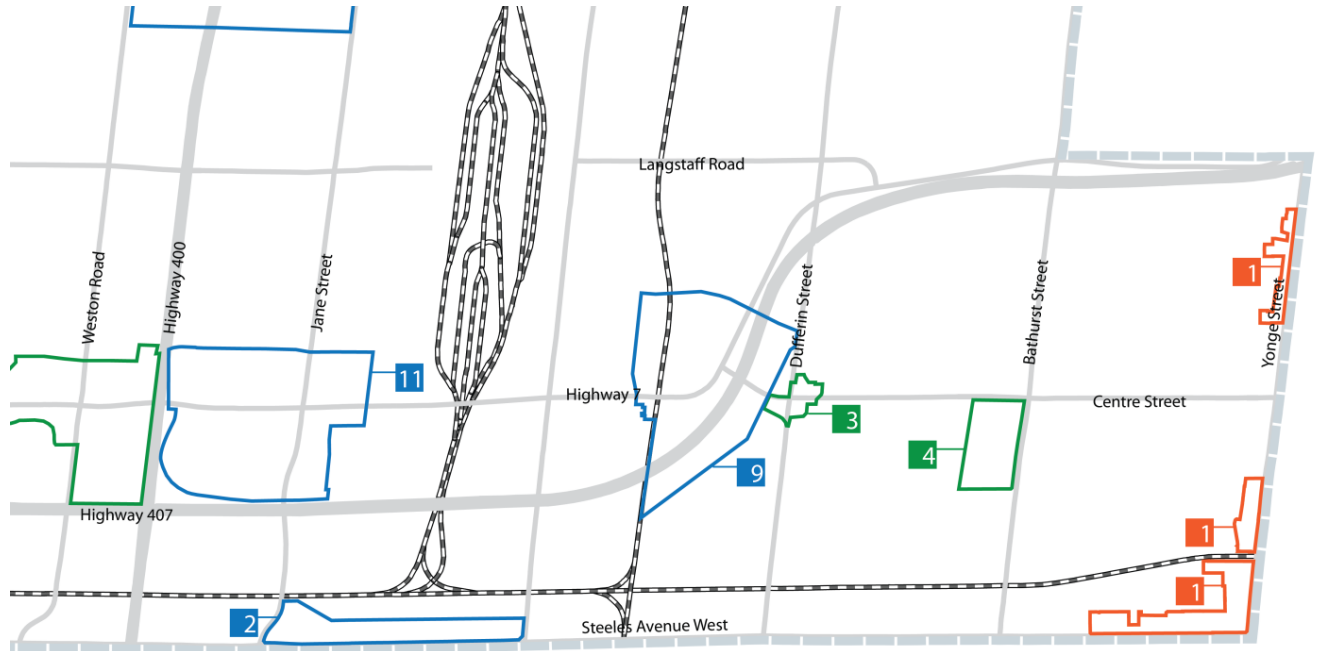 Langstaff Road
Weston Road
Highway 400
Jane Street
Dufferin Street
Bathurst Street
Yonge Street
1
11
Highway 7
Centre Street
3
4
9
Highway 407
1
1
2
Steeles Avenue West